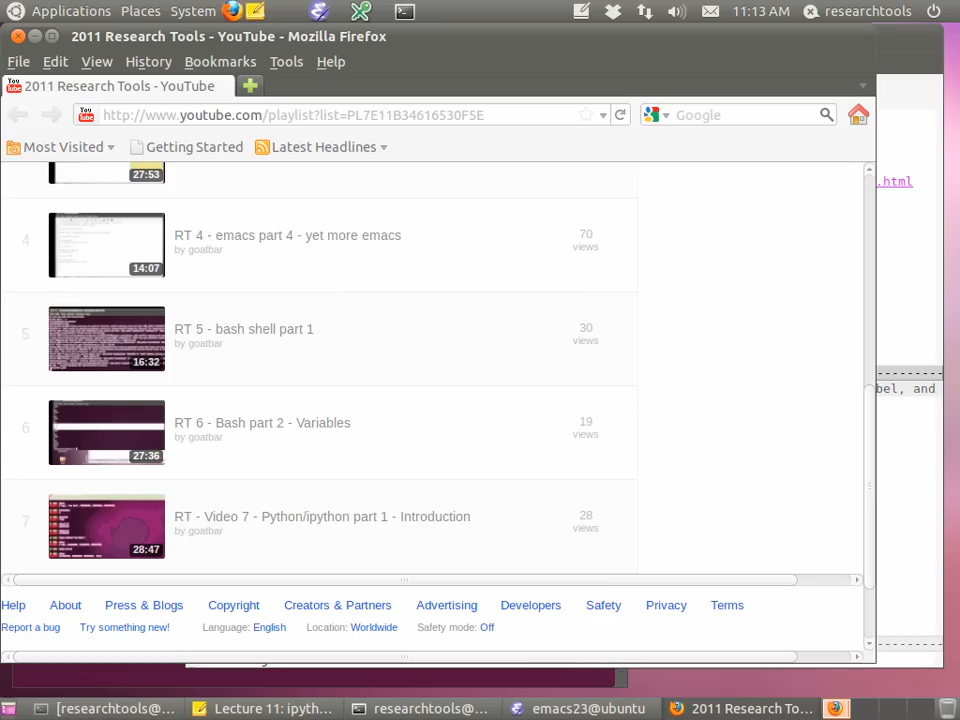 Applications Places System 11:13 AM researchtools
2011 Research Tools - YouTube - Mozilla Firefox
File Edit View History Bookmarks Tools Help
You Tube 2011 Research Tools - YouTube
You Tube http://www.youtube.com/playlist?list=PL7E11B34616530F5E Google
Most Visited Getting Started Latest Headlines
27:53
.html
4 14:07 RT 4 - emacs part 4 - yet more emacs 70 views
by goatbar
5 16:32 RT 5 - bash shell part 1 30 views
by goatbar
bel, and
6 27:36 RT 6 - Bash part 2 - Variables 19 views
by goatbar
7 28:47 RT - Video 7 - Python/ipython part 1 - Introduction 28 views
by goatbar
Help About Press & Blogs Copyright Creators & Partners Advertising Developers Safety Privacy Terms
Report a bug Try something new! Language: English Location: Worldwide Safety mode: Off
[researchtools@... Lecture 11: ipyth... researchtools@... emacs23@ubuntu 2011 Research To...